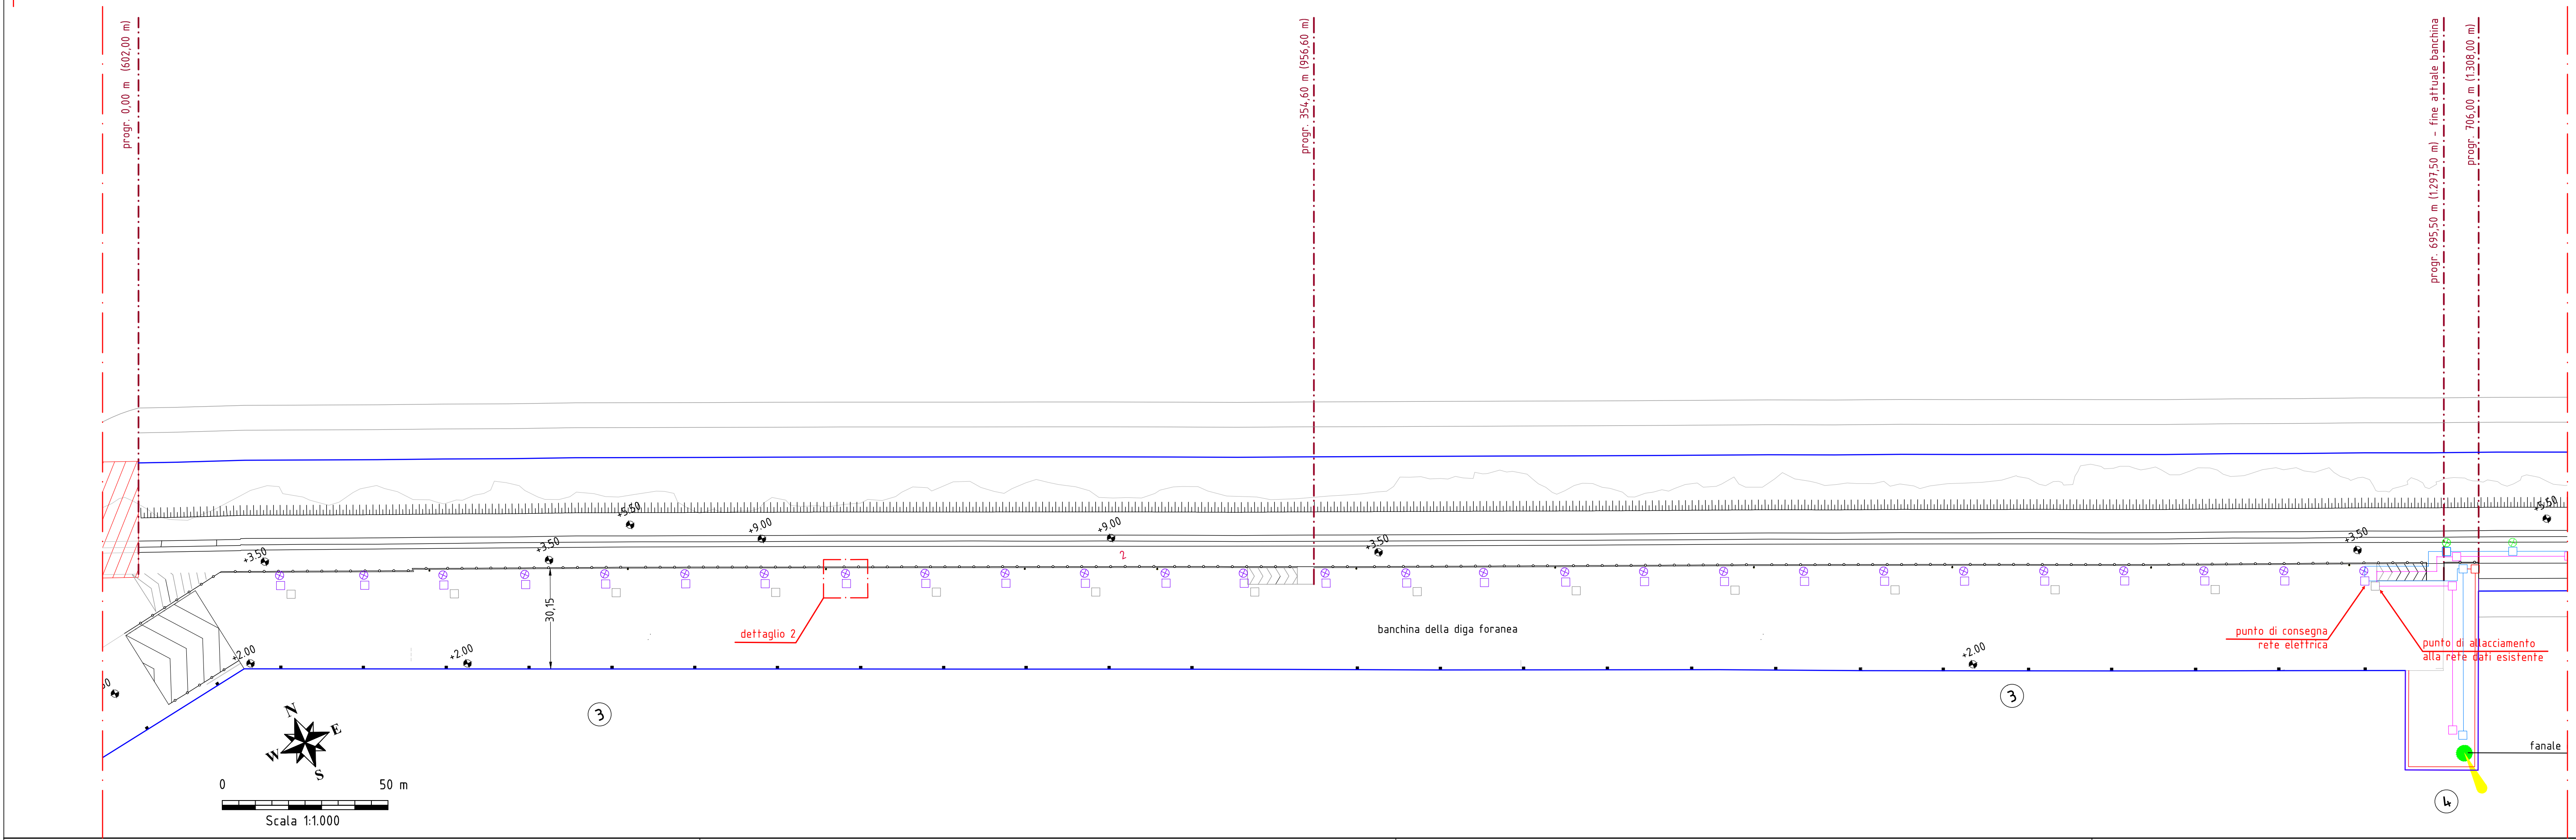 progr. 0,00 m (602,00 m)
progr. 354,60 m (956,60 m)
progr. 695,50 m (1.297,50 m) - fine attuale banchina
progr. 706,00 m (1.308,00 m)
+5.50
+9.00
+9.00
+5.50
+3.50
+3.50
2
+3.50
+3.50
30,15
dettaglio 2
banchina della diga foranea
punto di consegna
rete elettrica
punto di allacciamento
alla rete dati esistente
+2.00
+2.00
+2.00
3
3
N
E
W
S
fanale
0
50 m
Scala 1:1.000
4